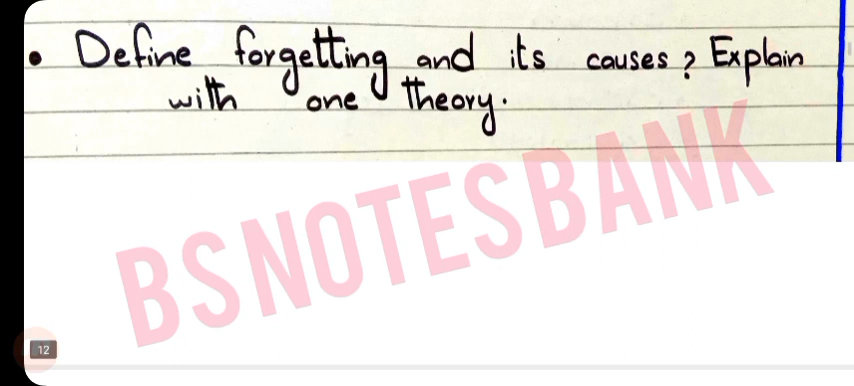 • Define forgetting and its causes? Explain
with one theory.
BSNOTESBANK
12